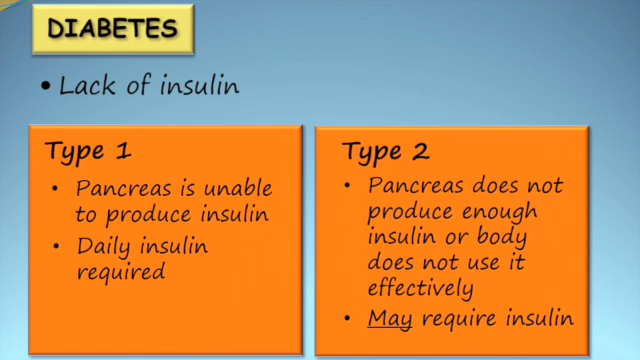 DIABETES
• Lack of insulin
Type 1
• Pancreas is unable
to produce insulin
• Daily insulin
required
Type 2
• Pancreas does not
produce enough
insulin or body
does not use it
effectively
• May require insulin